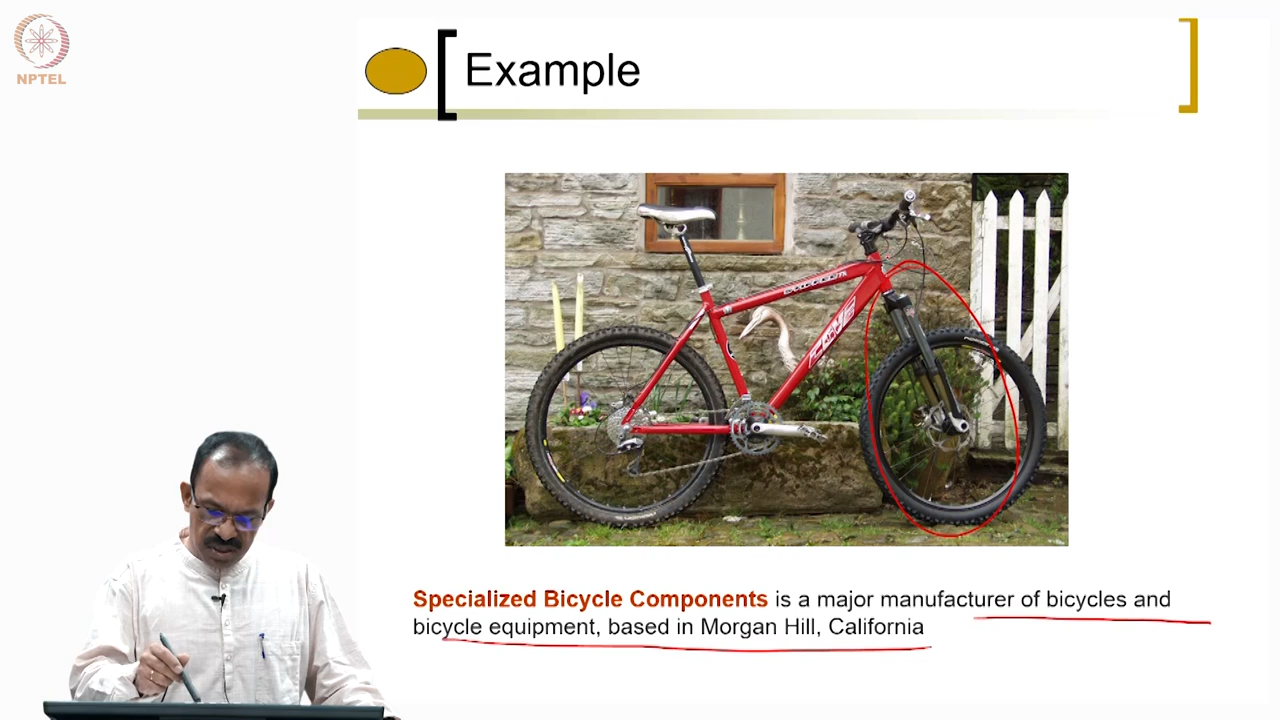 NPTEL
Example
Specialized Bicycle Components is a major manufacturer of bicycles and
bicycle equipment, based in Morgan Hill, California